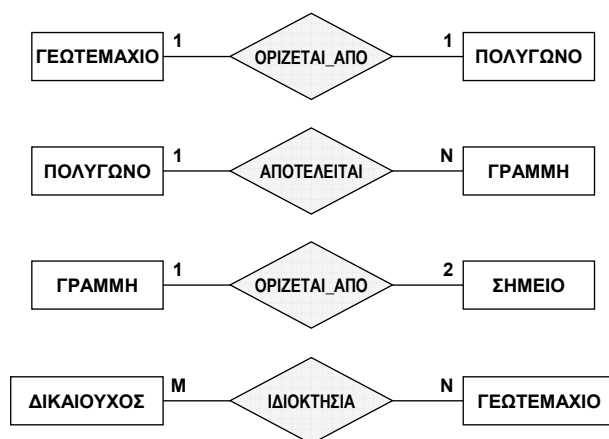 ΓΕΩΤΕΜΑΧΙΟ 1 ΟΡΙΖΕΤΑΙ_ΑΠΟ 1 ΠΟΛΥΓΩΝΟ
ΠΟΛΥΓΩΝΟ 1 ΑΠΟΤΕΛΕΙΤΑΙ N ΓΡΑΜΜΗ
ΓΡΑΜΜΗ 1 ΟΡΙΖΕΤΑΙ_ΑΠΟ 2 ΣΗΜΕΙΟ
ΔΙΚΑΙΟΥΧΟΣ M ΙΔΙΟΚΤΗΣΙΑ N ΓΕΩΤΕΜΑΧΙΟ